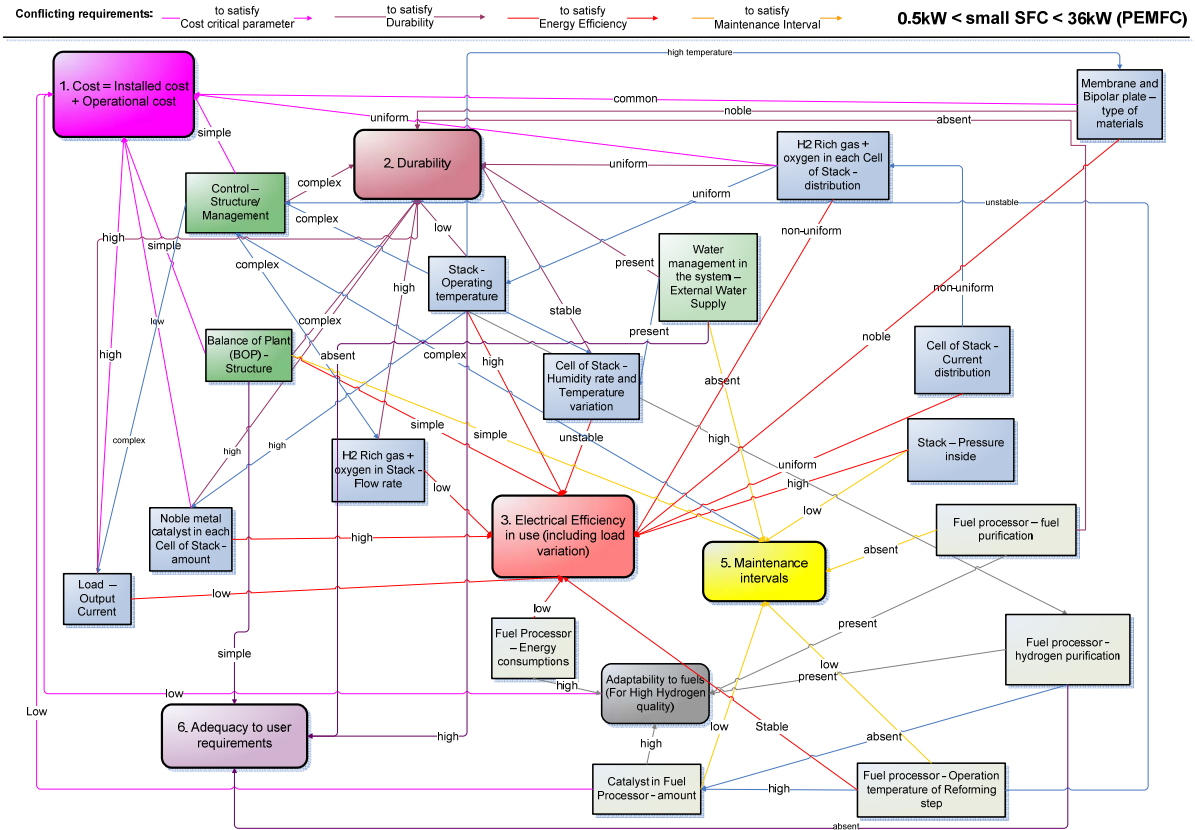 Conflicting requirements:
to satisfy
Cost critical parameter
to satisfy
Durability
to satisfy
Energy Efficiency
to satisfy
Maintenance Interval
0.5kW < small SFC < 36kW (PEMFC)
high temperature
1. Cost = Installed cost
+ Operational cost
Membrane and
Bipolar plate –
type of
materials
common
noble
uniform
absent
simple
2. Durability
H2 Rich gas +
oxygen in each Cell
of Stack -
distribution
uniform
Control –
Structure/
Management
complex
complex
uniform
unstable
high
simple
low
non-uniform
Water
management in
the system –
External Water
Supply
present
complex
Stack -
Operating
temperature
high
non-uniform
stable
low
complex
present
Balance of Plant
(BOP) -
Structure
high
absent
complex
high
Cell of Stack -
Humidity rate and
Temperature
variation
Cell of Stack –
Current
distribution
noble
absent
simple
simple
unstable
high
complex
high
high
H2 Rich gas +
oxygen in Stack -
Flow rate
Stack – Pressure
inside
uniform
high
low
low
Noble metal
catalyst in each
Cell of Stack -
amount
high
3. Electrical Efficiency
in use (including load
variation)
Fuel processor – fuel
purification
absent
5. Maintenance
intervals
Load –
Output
Current
low
low
Fuel Processor
– Energy
consumptions
present
Fuel processor -
hydrogen purification
simple
low
present
high
Adaptability to fuels
(For High Hydrogen
quality)
low
Low
6. Adequacy to user
requirements
high
high
low
Stable
absent
Catalyst in Fuel
Processor - amount
high
Fuel processor – Operation
temperature of Reforming
step
absent